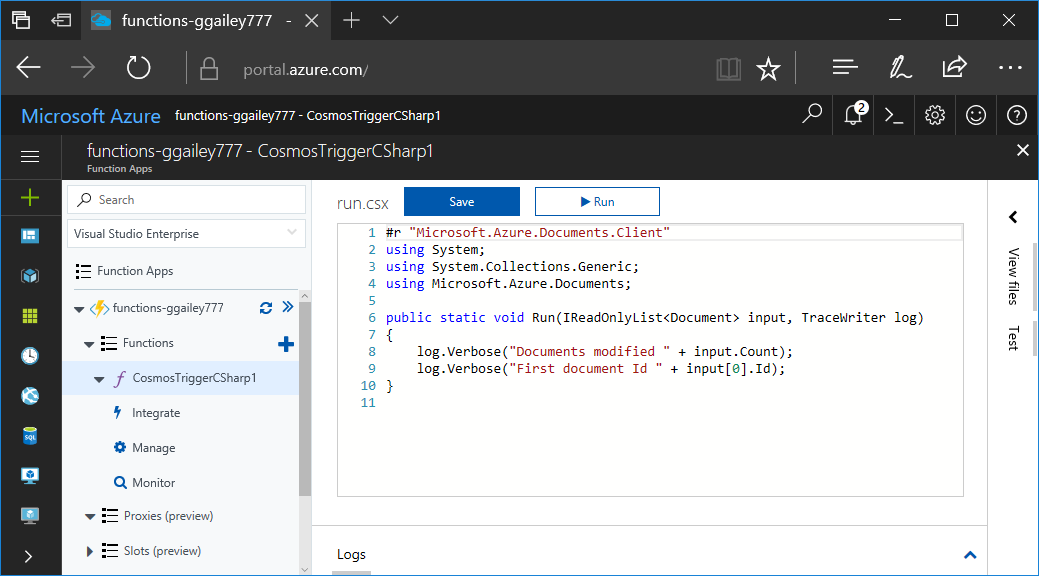 functions-ggailey777 -
portal.azure.com/
Microsoft Azure functions-ggailey777 - CosmosTriggerCSharp1
2
functions-ggailey777 - CosmosTriggerCSharp1
Function Apps
Search
Visual Studio Enterprise
Function Apps
functions-ggailey777
Functions
CosmosTriggerCSharp1
Integrate
Manage
Monitor
Proxies (preview)
Slots (preview)
SQL
run.csx
Save
Run
1 #r "Microsoft.Azure.Documents.Client"
2 using System;
3 using System.Collections.Generic;
4 using Microsoft.Azure.Documents;
5
6 public static void Run(IReadOnlyList<Document> input, TraceWriter log)
7 {
8     log.Verbose("Documents modified " + input.Count);
9     log.Verbose("First document Id " + input[0].Id);
10 }
11
View files
Test
Logs